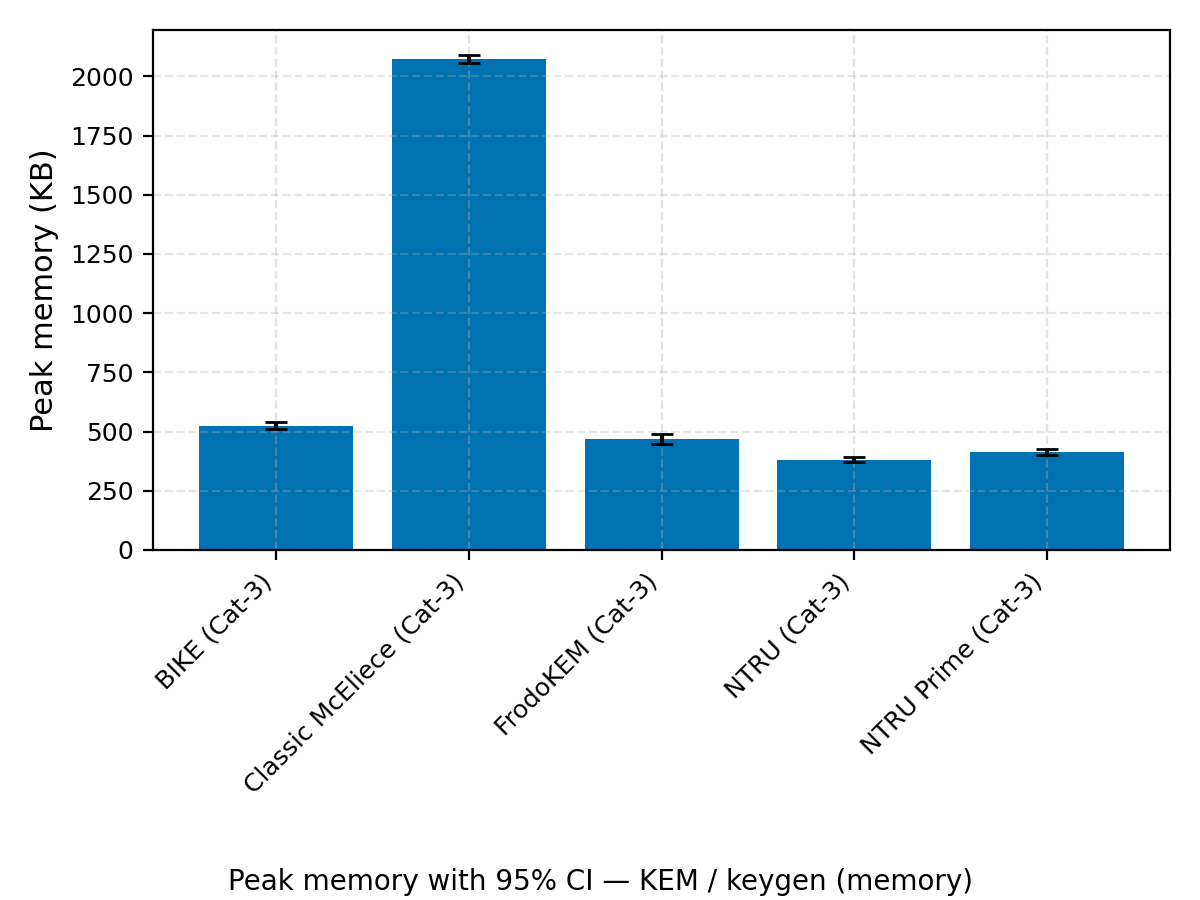 Peak memory (KB)
2000
1750
1500
1250
1000
750
500
250
0
BIKE (Cat-3)
Classic McEliece (Cat-3)
FrodoKEM (Cat-3)
NTRU (Cat-3)
NTRU Prime (Cat-3)
Peak memory with 95% CI — KEM / keygen (memory)